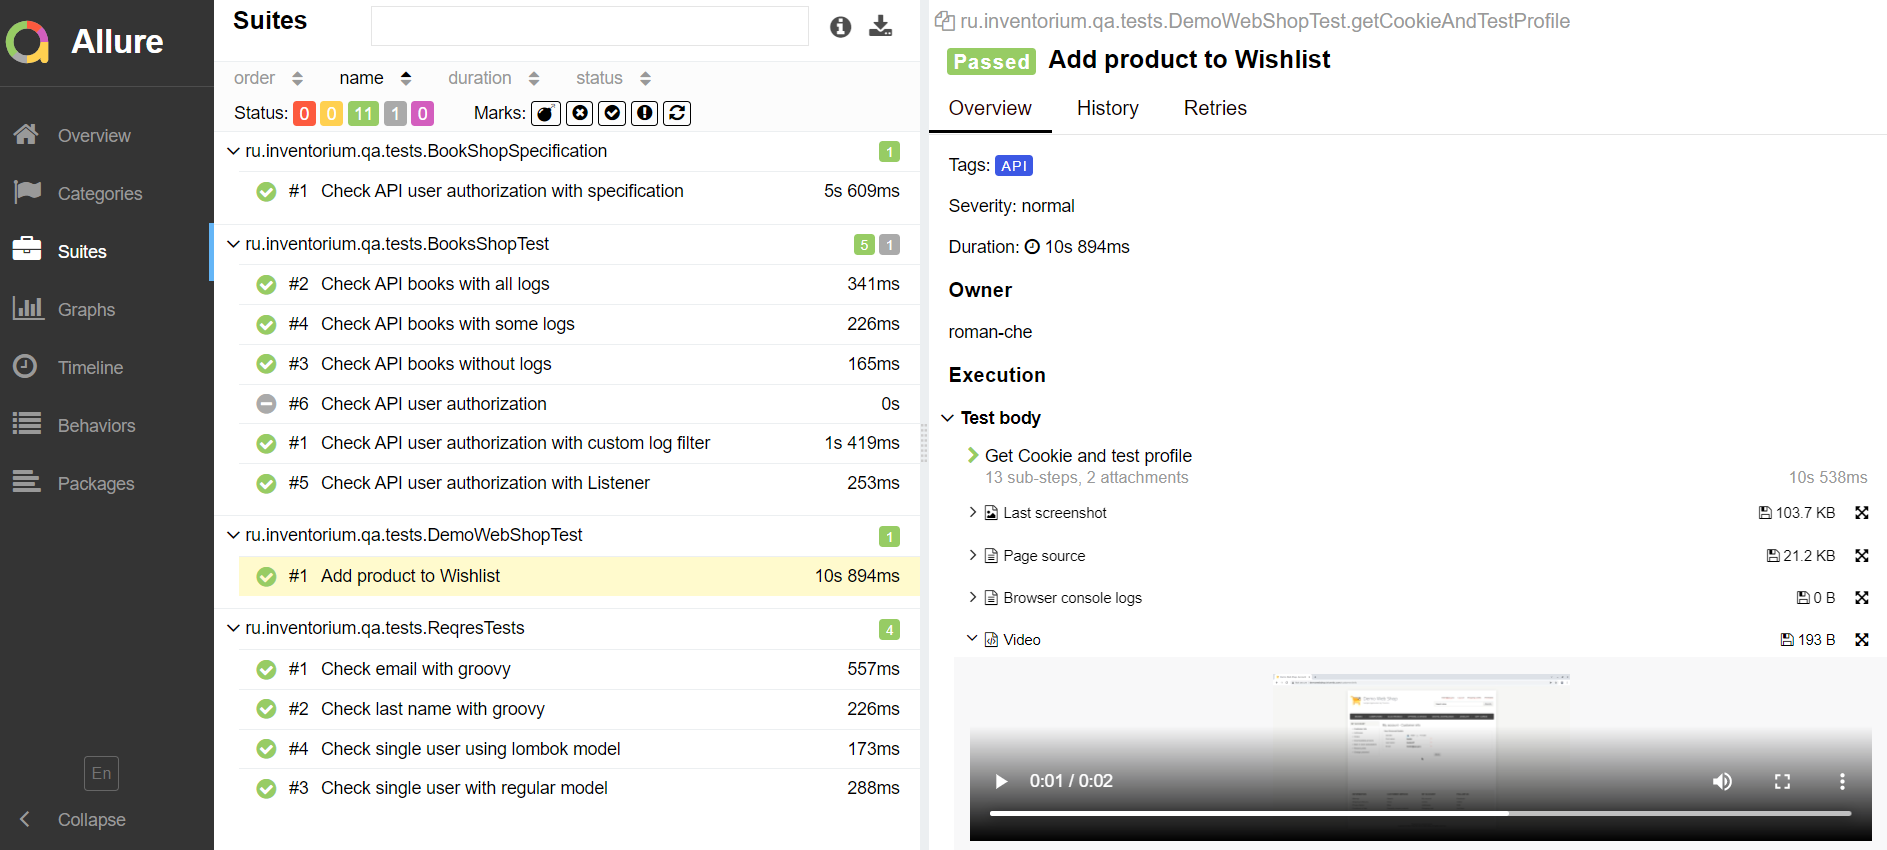 Allure
Overview
Categories
Suites
Graphs
Timeline
Behaviors
Packages
En
Collapse
Suites
order name duration status
Status: 0 0 11 1 0 Marks:
ru.inventorium.qa.tests.BookShopSpecification 1
#1 Check API user authorization with specification 5s 609ms
ru.inventorium.qa.tests.BooksShopTest 5 1
#2 Check API books with all logs 341ms
#4 Check API books with some logs 226ms
#3 Check API books without logs 165ms
#6 Check API user authorization 0s
#1 Check API user authorization with custom log filter 1s 419ms
#5 Check API user authorization with Listener 253ms
ru.inventorium.qa.tests.DemoWebShopTest 1
#1 Add product to Wishlist 10s 894ms
ru.inventorium.qa.tests.ReqresTests 4
#1 Check email with groovy 557ms
#2 Check last name with groovy 226ms
#4 Check single user using lombok model 173ms
#3 Check single user with regular model 288ms
ru.inventorium.qa.tests.DemoWebShopTest.getCookieAndTestProfile
Passed Add product to Wishlist
Overview History Retries
Tags: API
Severity: normal
Duration: 10s 894ms
Owner
roman-che
Execution
Test body
Get Cookie and test profile
13 sub-steps, 2 attachments 10s 538ms
Last screenshot 103.7 KB
Page source 21.2 KB
Browser console logs 0 B
Video 193 B
0:01 / 0:02